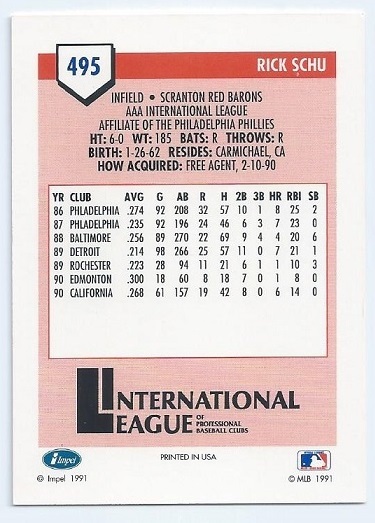 495
RICK SCHU
INFIELD • SCRANTON RED BARONS
AAA INTERNATIONAL LEAGUE
AFFILIATE OF THE PHILADELPHIA PHILLIES
HT: 6-0 WT: 185 BATS: R THROWS: R
BIRTH: 1-26-62 RESIDES: CARMICHAEL, CA
HOW ACQUIRED: FREE AGENT, 2-10-90
YR CLUB AVG G AB R H 2B 3B HR RBI SB
86 PHILADELPHIA .274 92 208 32 57 10 1 8 25 2
87 PHILADELPHIA .235 92 196 24 46 6 3 7 23 0
88 BALTIMORE .256 89 270 22 69 9 4 4 20 6
89 DETROIT .214 98 266 25 57 11 0 7 21 1
89 ROCHESTER .223 28 94 11 21 6 1 1 10 3
90 EDMONTON .300 18 60 8 18 7 0 1 8 0
90 CALIFORNIA .268 61 157 19 42 8 0 6 14 0
INTERNATIONAL
LEAGUE OF PROFESSIONAL BASEBALL CLUBS
impel
PRINTED IN USA
© Impel 1991
© MLB 1991